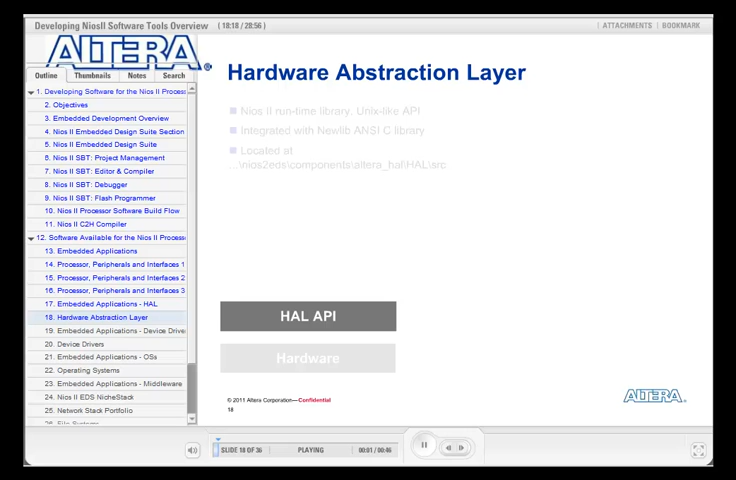 Developing NiosII Software Tools Overview ( 18:18 / 28:56 )
ATTACHMENTS | BOOKMARK
ALTERA®
Outline Thumbnails Notes Search
1. Developing Software for the Nios II Process
2. Objectives
3. Embedded Development Overview
4. Nios II Embedded Design Suite Section
5. Nios II Embedded Design Suite
6. Nios II SBT: Project Management
7. Nios II SBT: Editor & Compiler
8. Nios II SBT: Debugger
9. Nios II SBT: Flash Programmer
10. Nios II Processor Software Build Flow
11. Nios II C2H Compiler
12. Software Available for the Nios II Process
13. Embedded Applications
14. Processor, Peripherals and Interfaces 1
15. Processor, Peripherals and Interfaces 2
16. Processor, Peripherals and Interfaces 3
17. Embedded Applications - HAL
18. Hardware Abstraction Layer
19. Embedded Applications - Device Drive
20. Device Drivers
21. Embedded Applications - OSs
22. Operating Systems
23. Embedded Applications - Middleware
24. Nios II EDS NicheStack
25. Network Stack Portfolio
26. File Systems
Hardware Abstraction Layer
Nios II run-time library. Unix-like API
Integrated with Newlib ANSI C library
Located at
...\nios2eds\components\altera_hal\HAL\src
HAL API
Hardware
© 2011 Altera Corporation—Confidential
18
ALTERA.
SLIDE 18 OF 36 | PLAYING | 00:01 / 00:46